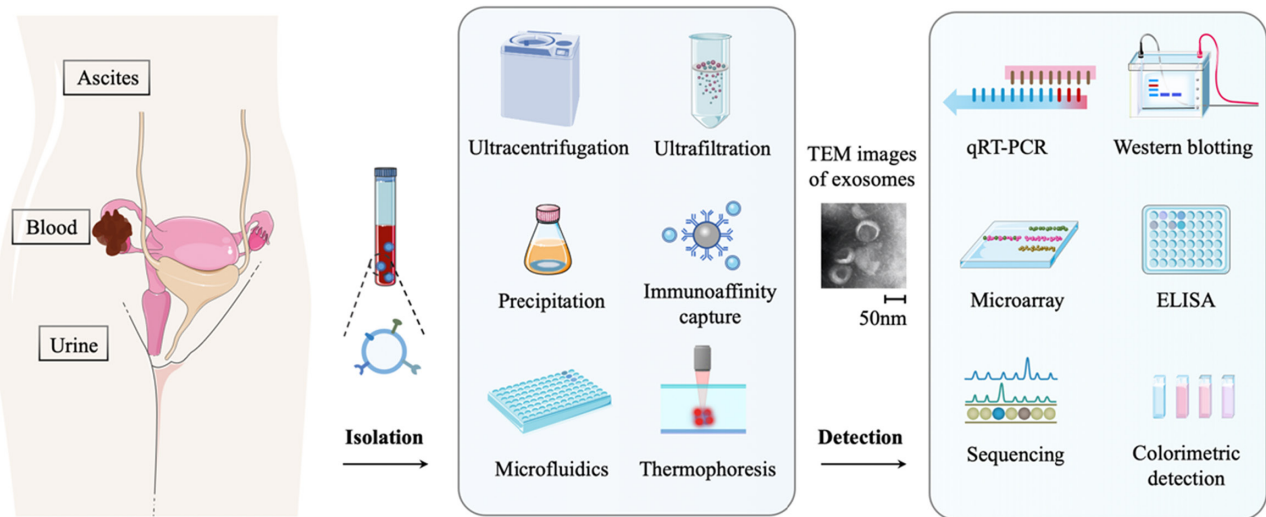 Ascites
Blood
Urine
Isolation
Ultracentrifugation
Ultrafiltration
Precipitation
Immunoaffinity
capture
Microfluidics
Thermophoresis
TEM images
of exosomes
50nm
Detection
qRT-PCR
Western blotting
Microarray
ELISA
Sequencing
Colorimetric
detection